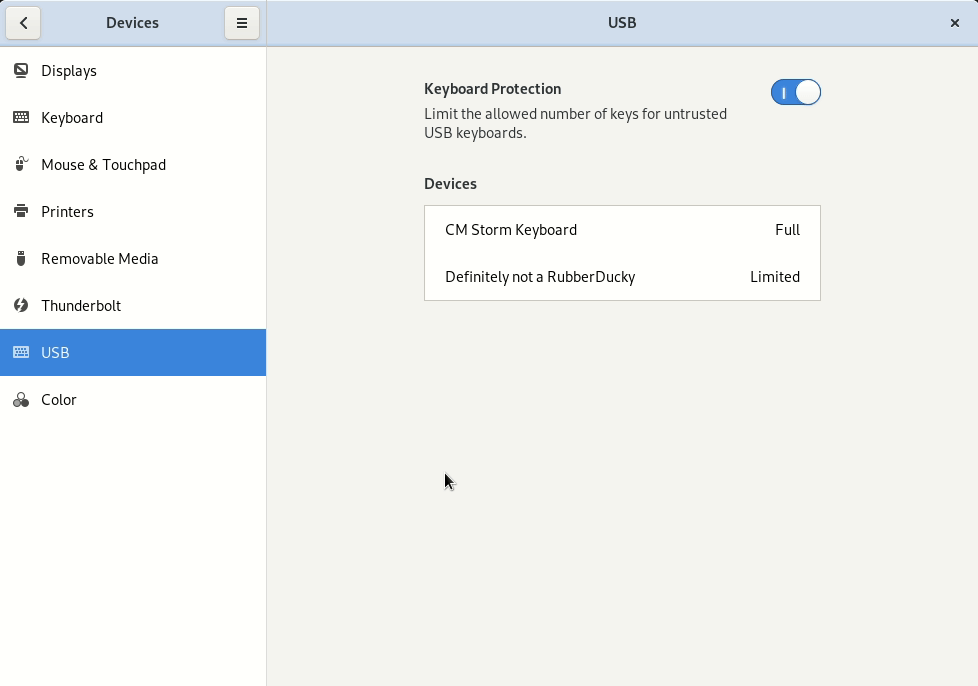 Devices
USB
Displays
Keyboard
Mouse & Touchpad
Printers
Removable Media
Thunderbolt
USB
Color
Keyboard Protection
Limit the allowed number of keys for untrusted
USB keyboards.
Devices
CM Storm Keyboard Full
Definitely not a RubberDucky Limited